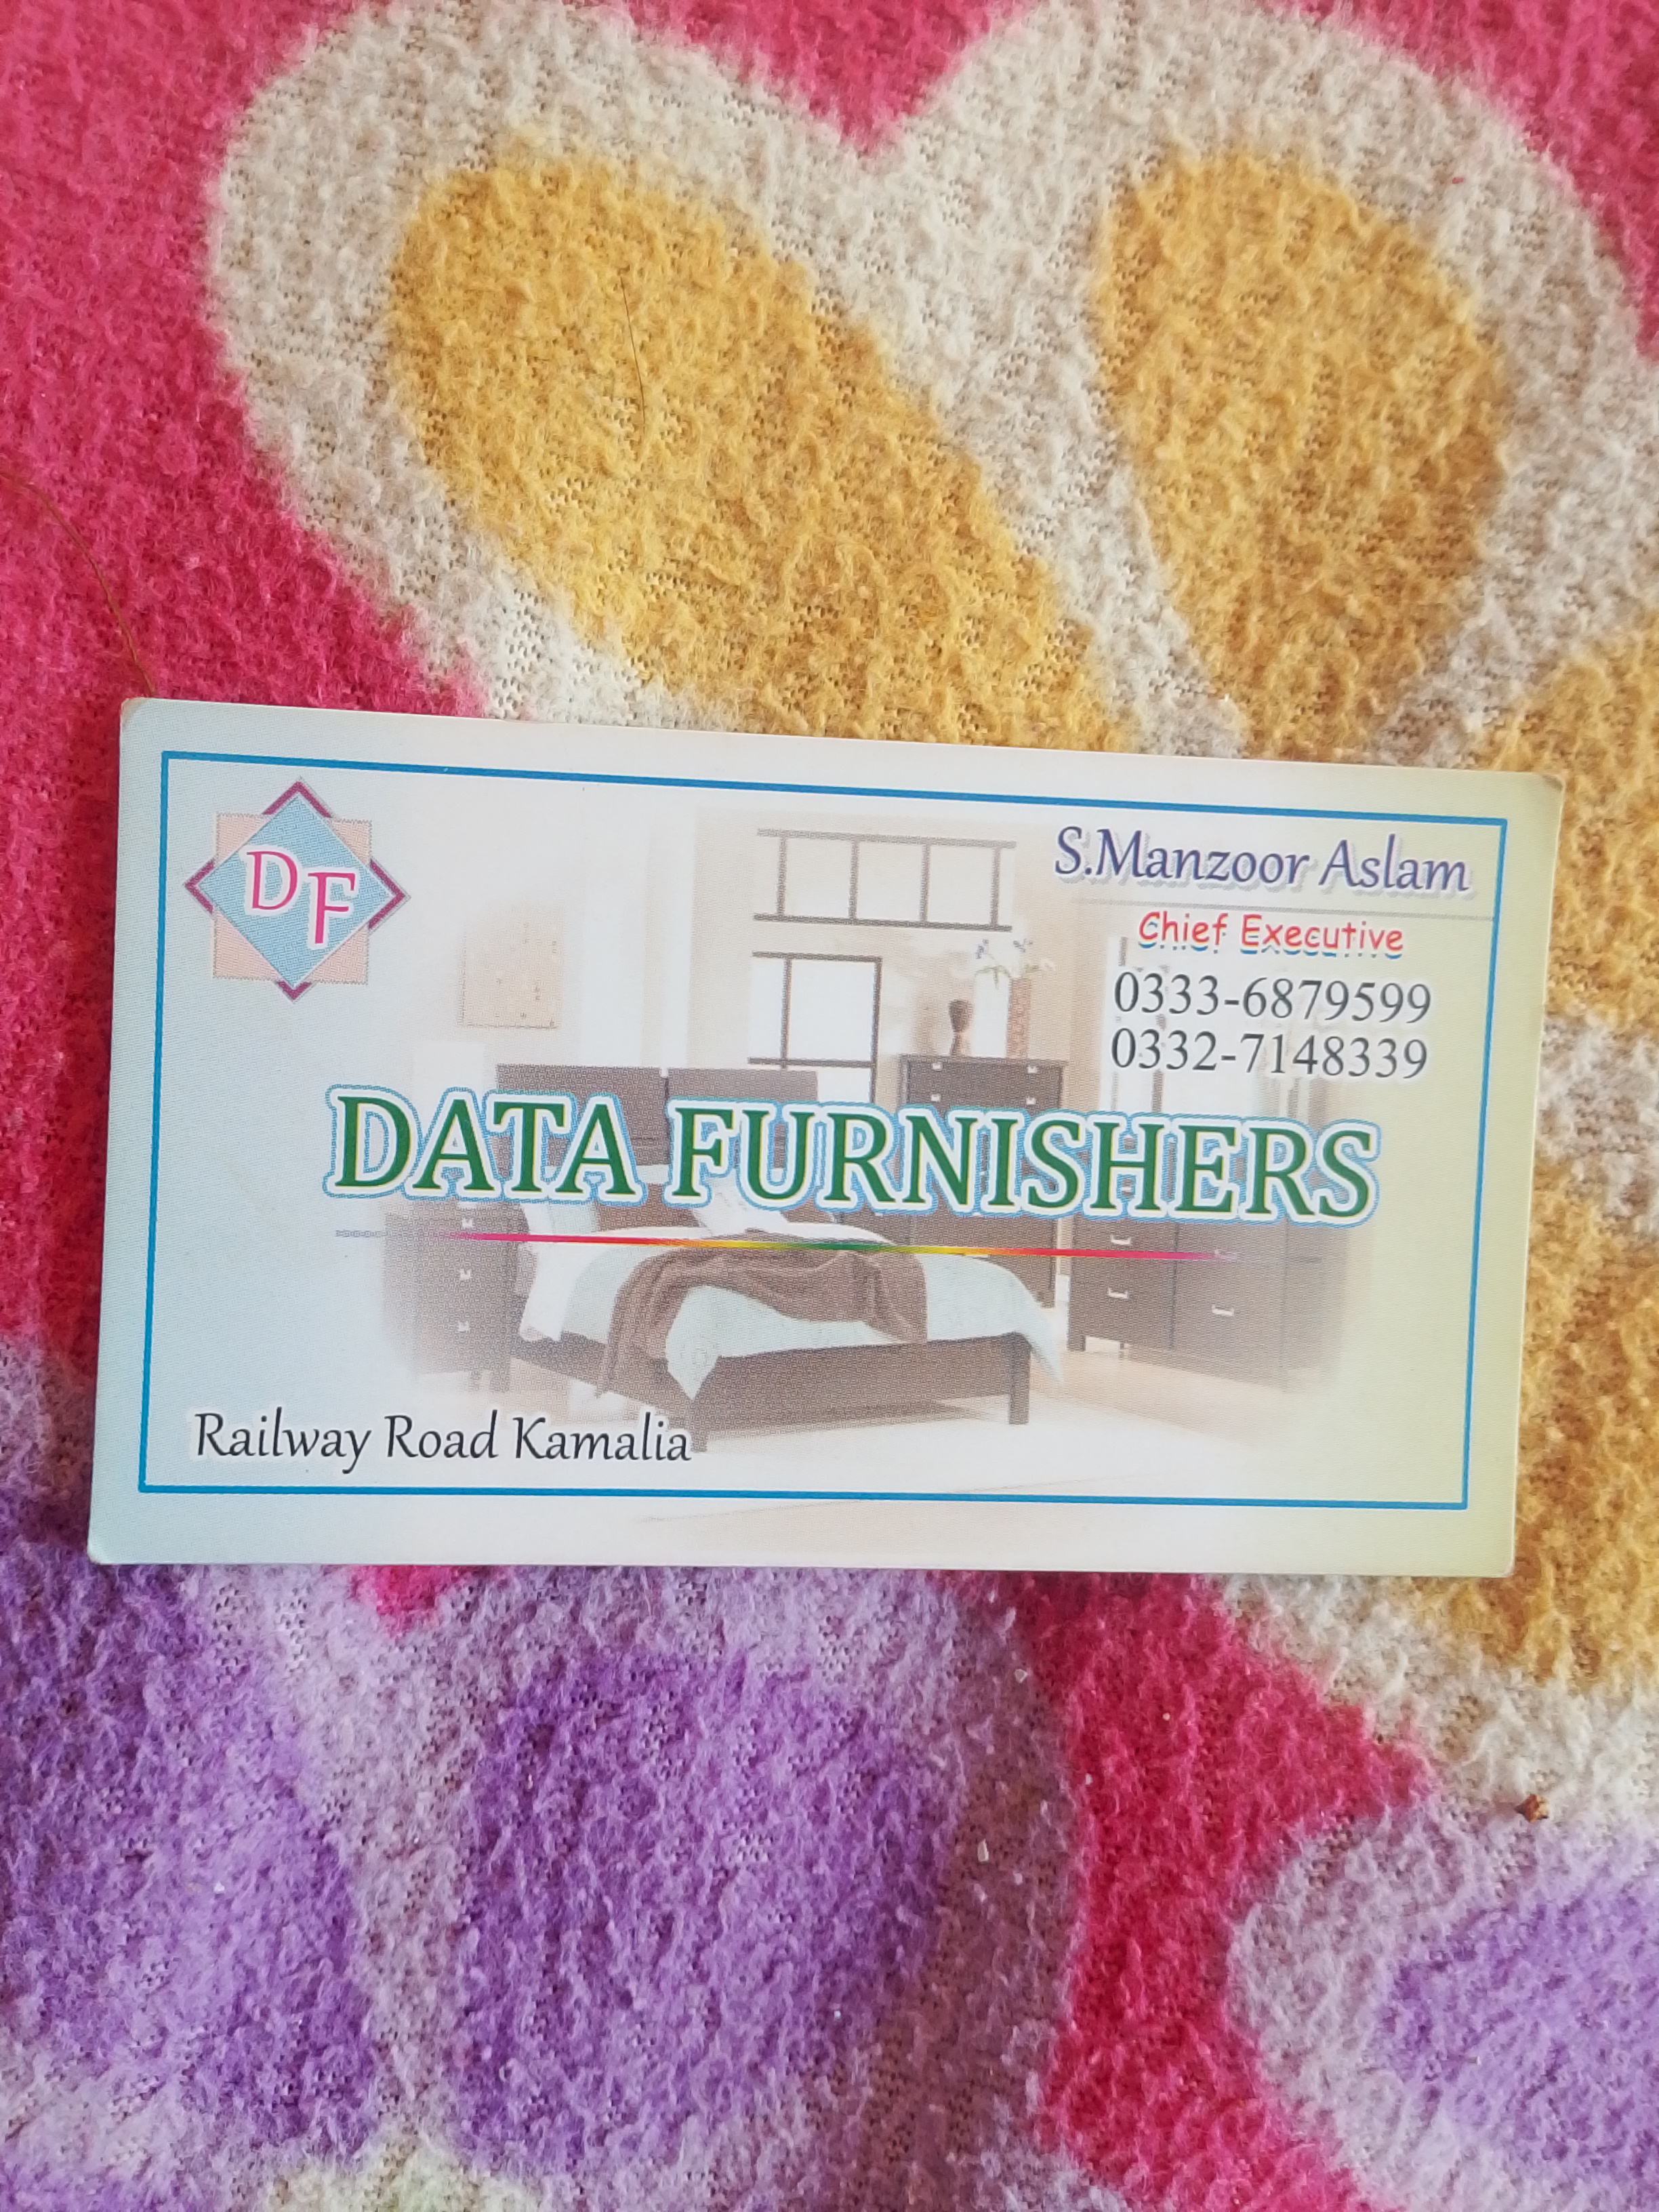 DF
S.Manzoor Aslam
Chief Executive
0333-6879599
0332-7148339
DATA FURNISHERS
Railway Road Kamalia